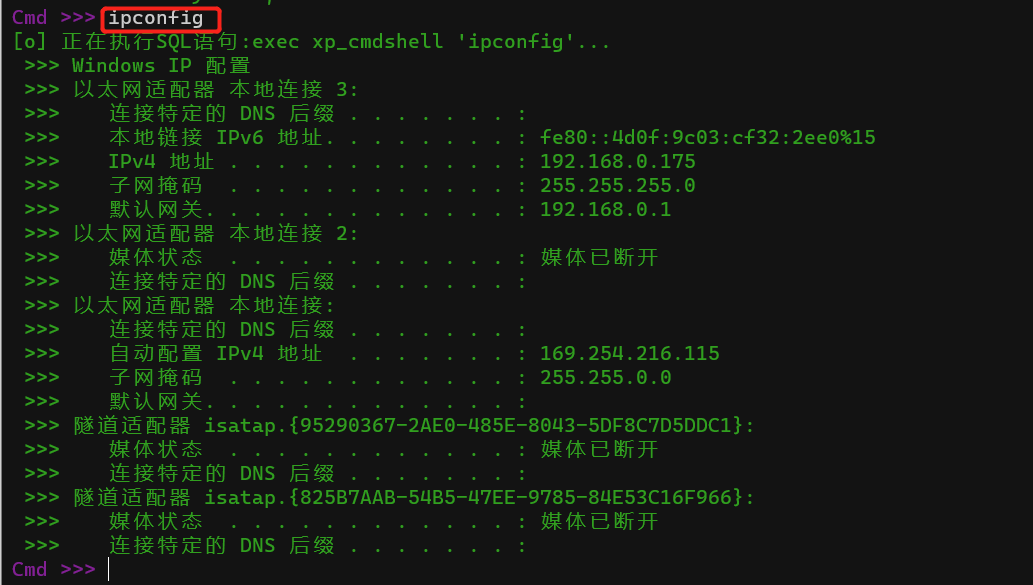 Cmd >>> ipconfig
[o] 正在执行SQL语句:exec xp_cmdshell 'ipconfig'...
>>> Windows IP 配置
>>> 以太网适配器 本地连接 3:
>>> 连接特定的 DNS 后缀 . . . . . . . :
>>> 本地链接 IPv6 地址. . . . . . . . : fe80::4d0f:9c03:cf32:2ee0%15
>>> IPv4 地址 . . . . . . . . . . . . : 192.168.0.175
>>> 子网掩码  . . . . . . . . . . . . : 255.255.255.0
>>> 默认网关. . . . . . . . . . . . . : 192.168.0.1
>>> 以太网适配器 本地连接 2:
>>> 媒体状态  . . . . . . . . . . . . : 媒体已断开
>>> 连接特定的 DNS 后缀 . . . . . . . :
>>> 以太网适配器 本地连接:
>>> 连接特定的 DNS 后缀 . . . . . . . :
>>> 自动配置 IPv4 地址  . . . . . . . : 169.254.216.115
>>> 子网掩码  . . . . . . . . . . . . : 255.255.0.0
>>> 默认网关. . . . . . . . . . . . . :
>>> 隧道适配器 isatap.{95290367-2AE0-485E-8043-5DF8C7D5DDC1}:
>>> 媒体状态  . . . . . . . . . . . . : 媒体已断开
>>> 连接特定的 DNS 后缀 . . . . . . . :
>>> 隧道适配器 isatap.{825B7AAB-54B5-47EE-9785-84E53C16F966}:
>>> 媒体状态  . . . . . . . . . . . . : 媒体已断开
>>> 连接特定的 DNS 后缀 . . . . . . . :
Cmd >>>